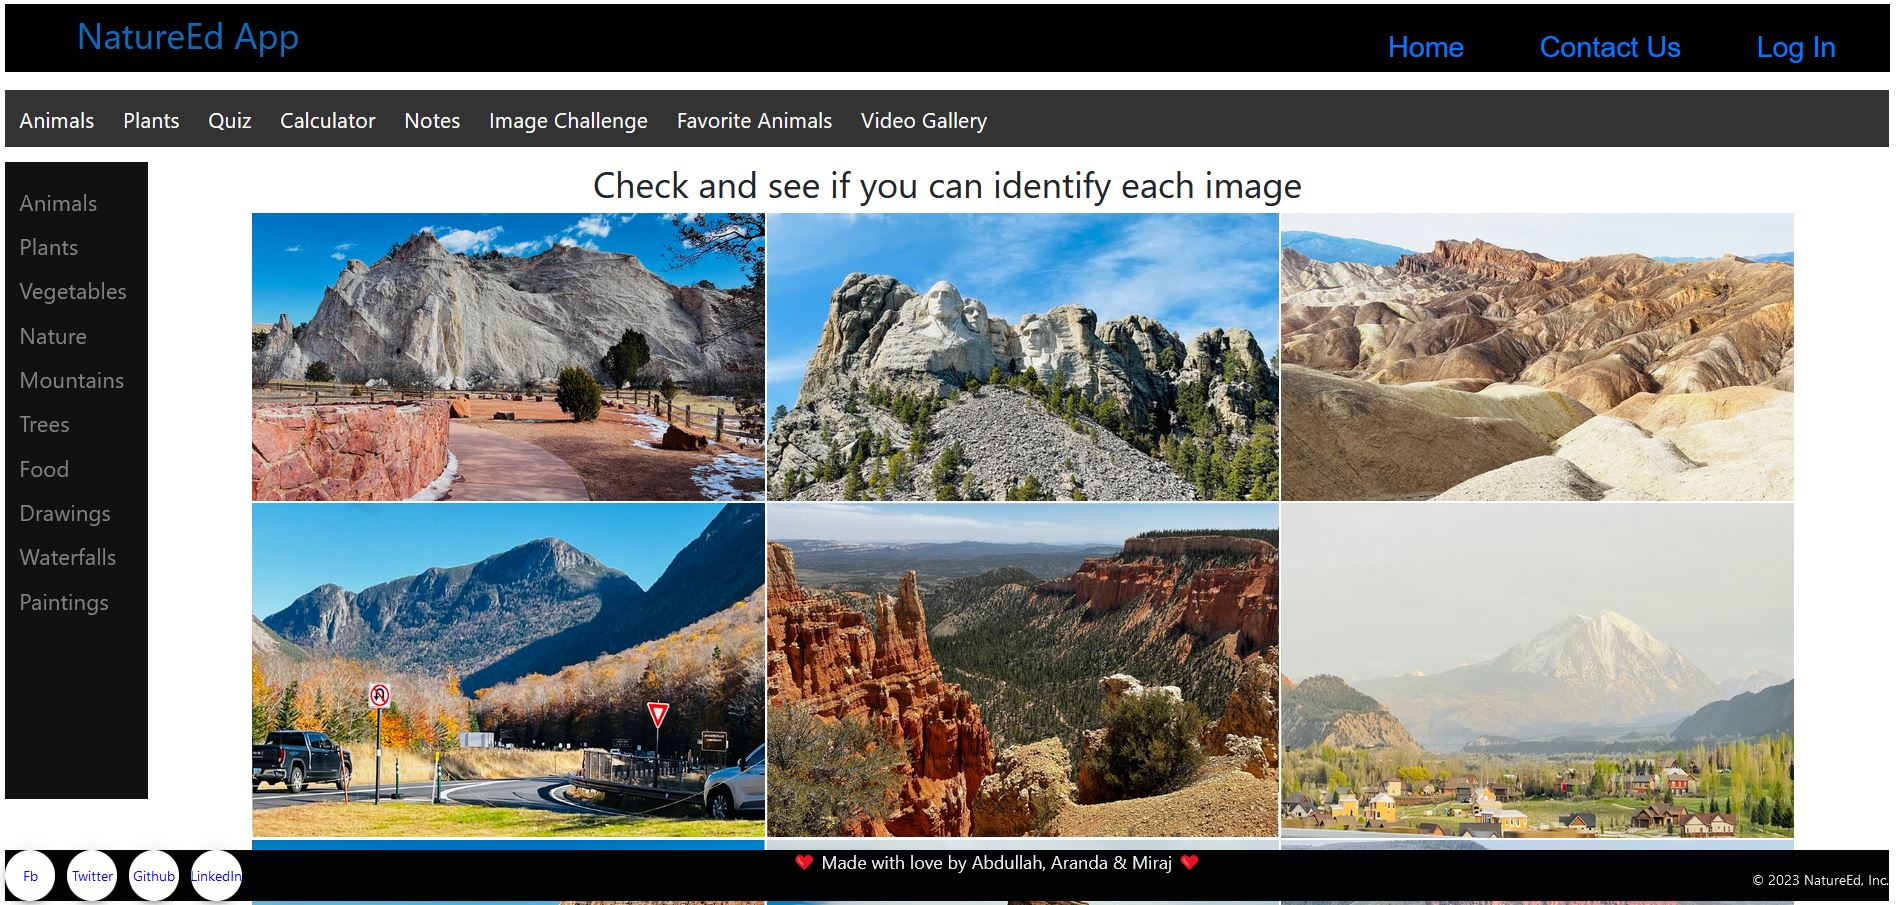 NatureEd App
Home Contact Us Log In
Animals Plants Quiz Calculator Notes Image Challenge Favorite Animals Video Gallery
Animals
Plants
Vegetables
Nature
Mountains
Trees
Food
Drawings
Waterfalls
Paintings
Check and see if you can identify each image
Fb Twitter Github LinkedIn
❤️ Made with love by Abdullah, Aranda & Miraj ❤️
© 2023 NatureEd, Inc.